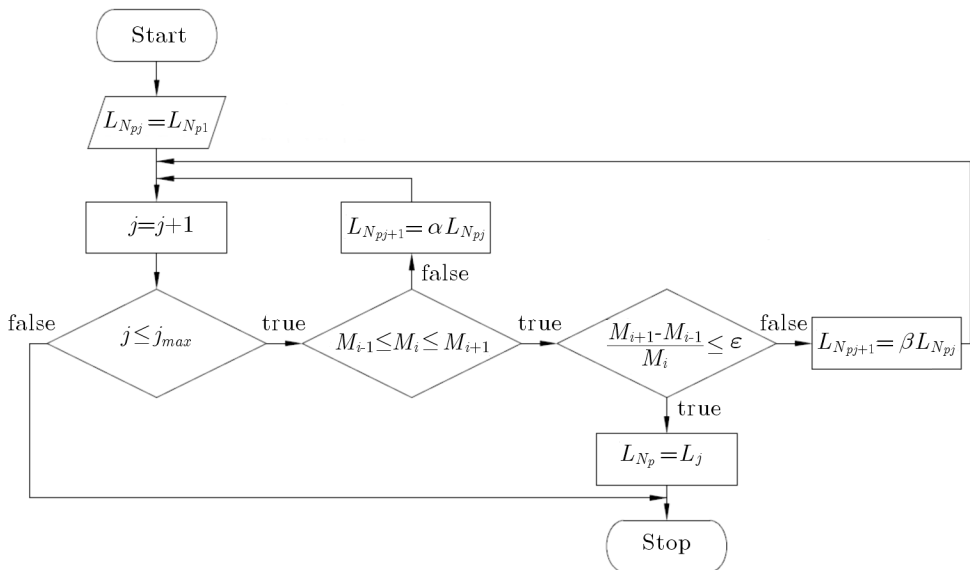 Start
L_{N_{pj}}=L_{N_{p1}}
j=j+1
L_{N_{pj+1}}=αL_{N_{pj}}
false
false
j≤j_{max}
true
M_{i-1}≤M_i≤M_{i+1}
true
\frac{M_{i+1}-M_{i-1}}{M_i}≤ε
false
L_{N_{pj+1}}=βL_{N_{pj}}
true
L_{N_p}=L_j
Stop